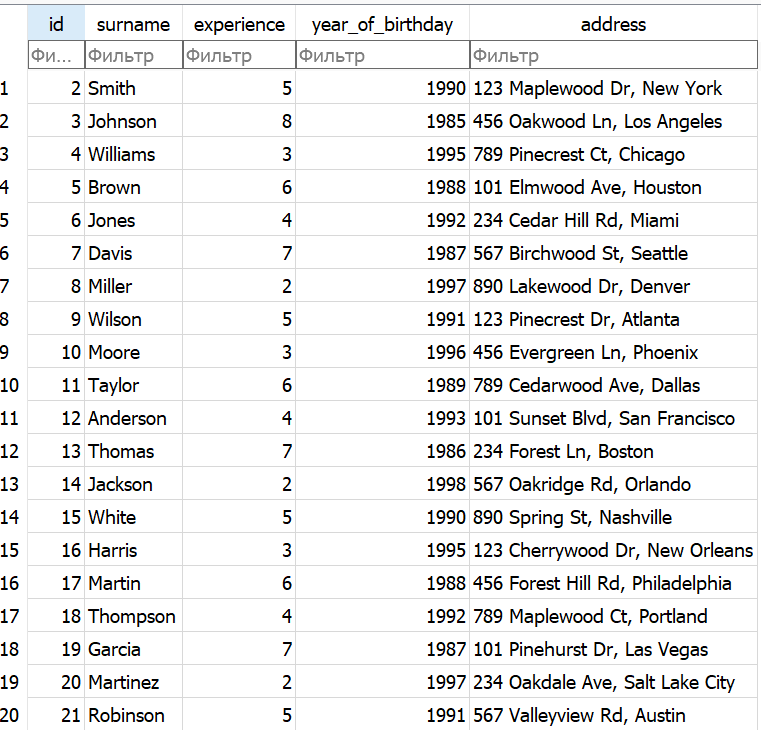 id surname experience year_of_birthday address
Фи... Фильтр Фильтр Фильтр Фильтр
1 2 Smith 5 1990 123 Maplewood Dr, New York
2 3 Johnson 8 1985 456 Oakwood Ln, Los Angeles
3 4 Williams 3 1995 789 Pinecrest Ct, Chicago
4 5 Brown 6 1988 101 Elmwood Ave, Houston
5 6 Jones 4 1992 234 Cedar Hill Rd, Miami
6 7 Davis 7 1987 567 Birchwood St, Seattle
7 8 Miller 2 1997 890 Lakewood Dr, Denver
8 9 Wilson 5 1991 123 Pinecrest Dr, Atlanta
9 10 Moore 3 1996 456 Evergreen Ln, Phoenix
10 11 Taylor 6 1989 789 Cedarwood Ave, Dallas
11 12 Anderson 4 1993 101 Sunset Blvd, San Francisco
12 13 Thomas 7 1986 234 Forest Ln, Boston
13 14 Jackson 2 1998 567 Oakridge Rd, Orlando
14 15 White 5 1990 890 Spring St, Nashville
15 16 Harris 3 1995 123 Cherrywood Dr, New Orleans
16 17 Martin 6 1988 456 Forest Hill Rd, Philadelphia
17 18 Thompson 4 1992 789 Maplewood Ct, Portland
18 19 Garcia 7 1987 101 Pinehurst Dr, Las Vegas
19 20 Martinez 2 1997 234 Oakdale Ave, Salt Lake City
20 21 Robinson 5 1991 567 Valleyview Rd, Austin